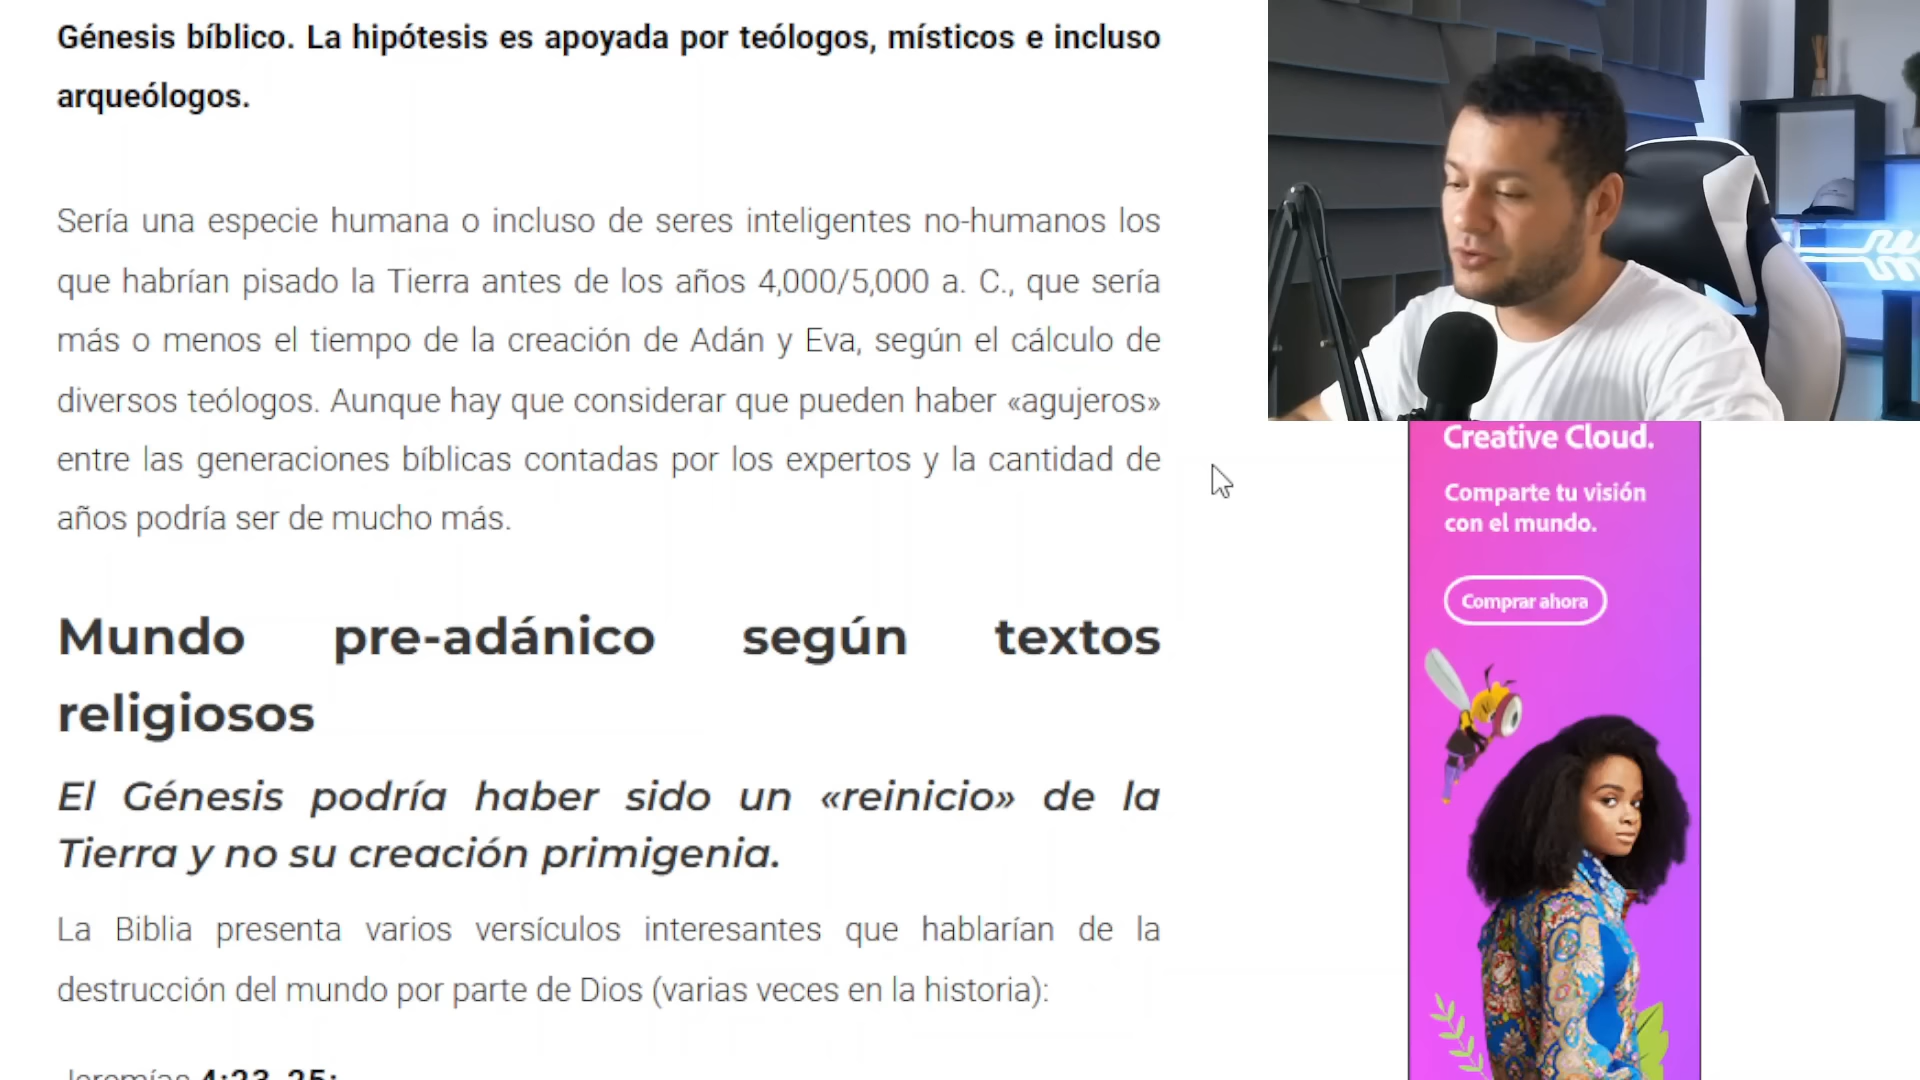 Génesis bíblico. La hipótesis es apoyada por teólogos, místicos e incluso
arqueólogos.
Sería una especie humana o incluso de seres inteligentes no-humanos los
que habrían pisado la Tierra antes de los años 4,000/5,000 a. C., que sería
más o menos el tiempo de la creación de Adán y Eva, según el cálculo de
diversos teólogos. Aunque hay que considerar que pueden haber «agujeros»
entre las generaciones bíblicas contadas por los expertos y la cantidad de
años podría ser de mucho más.
Mundo pre-adánico según textos
religiosos
El Génesis podría haber sido un «reinicio» de la
Tierra y no su creación primigenia.
La Biblia presenta varios versículos interesantes que hablarían de la
destrucción del mundo por parte de Dios (varias veces en la historia):
Jeremías 4:23-25:
Creative Cloud.
Comparte tu visión
con el mundo.
Comprar ahora